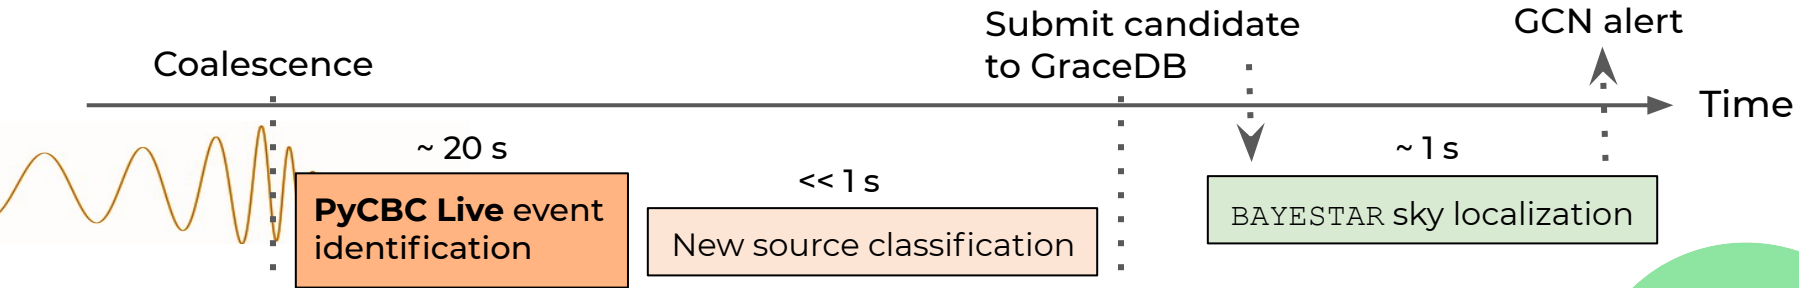 Coalescence
Submit candidate
to GraceDB
GCN alert
Time
~ 20 s
PyCBC Live event
identification
<< 1 s
New source classification
~ 1 s
BAYESTAR sky localization